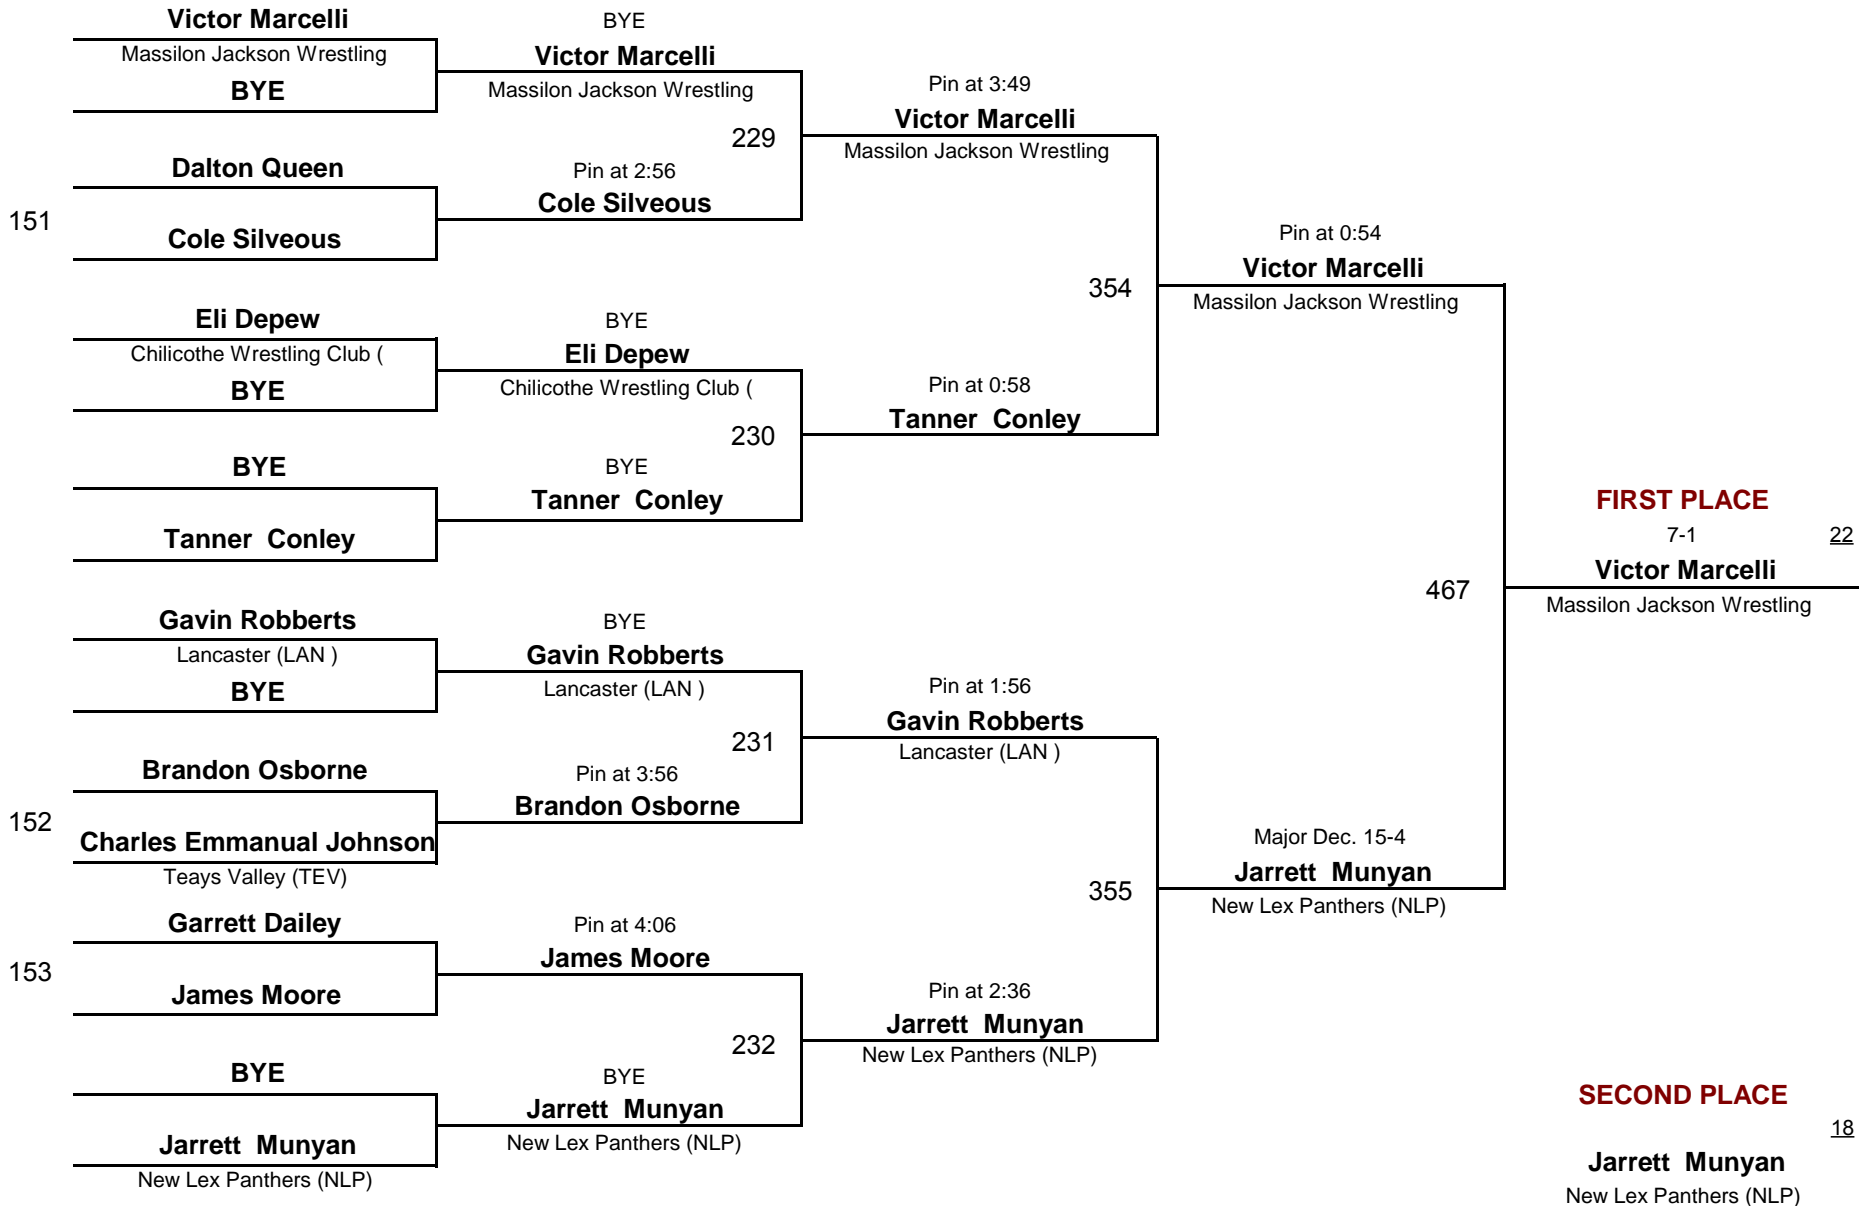 Victor Marcelli
Massilon Jackson Wrestling
BYE
151
Dalton Queen
Cole Silveous
Eli Depew
Chilicothe Wrestling Club (
BYE
BYE
Tanner Conley
Gavin Robberts
Lancaster (LAN )
BYE
152
Brandon Osborne
Charles Emmanual Johnson
Teays Valley (TEV)
153
Garrett Dailey
James Moore
BYE
Jarrett Munyan
New Lex Panthers (NLP)
BYE
Victor Marcelli
Massilon Jackson Wrestling
229
Pin at 2:56
Cole Silveous
BYE
Eli Depew
Chilicothe Wrestling Club (
230
BYE
Tanner Conley
BYE
Gavin Robberts
Lancaster (LAN )
231
Pin at 3:56
Brandon Osborne
Pin at 4:06
James Moore
232
BYE
Jarrett Munyan
New Lex Panthers (NLP)
Pin at 3:49
Victor Marcelli
Massilon Jackson Wrestling
354
Pin at 0:58
Tanner Conley
Pin at 1:56
Gavin Robberts
Lancaster (LAN )
355
Pin at 2:36
Jarrett Munyan
New Lex Panthers (NLP)
Pin at 0:54
Victor Marcelli
Massilon Jackson Wrestling
467
Major Dec. 15-4
Jarrett Munyan
New Lex Panthers (NLP)
FIRST PLACE
7-1 22
Victor Marcelli
Massilon Jackson Wrestling
SECOND PLACE
18
Jarrett Munyan
New Lex Panthers (NLP)